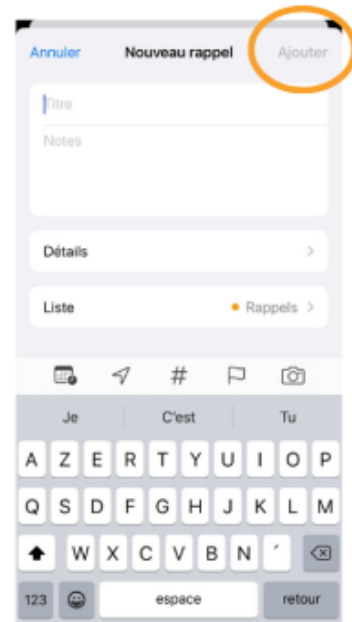 Annuler Nouveau rappel Ajouter
Titre
Notes
Détails
Liste Rappels
#
Je C'est Tu
A Z E R T Y U I O P
Q S D F G H J K L M
W X C V B N ´
123 espace retour